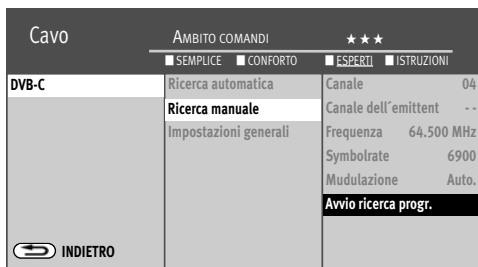 Cavo AMBITO COMANDI ★★★
SEMPLICE CONFORTO ESPERTI ISTRUZIONI
DVB-C Ricerca automatica Canale 04
Ricerca manuale Canale dell´emittent - -
Impostazioni generali Frequenza 64.500 MHz
Symbolrate 6900
Mudulazione Auto.
Avvio ricerca progr.
INDIETRO